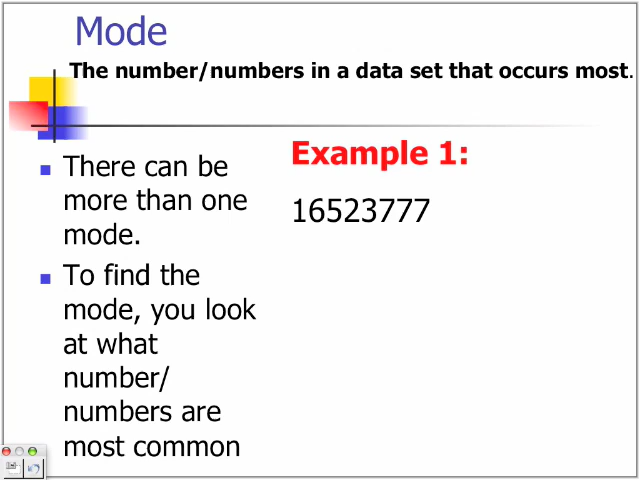 Mode
The number/numbers in a data set that occurs most.
There can be
more than one
mode.
To find the
mode, you look
at what
number/
numbers are
most common
Example 1:
16523777